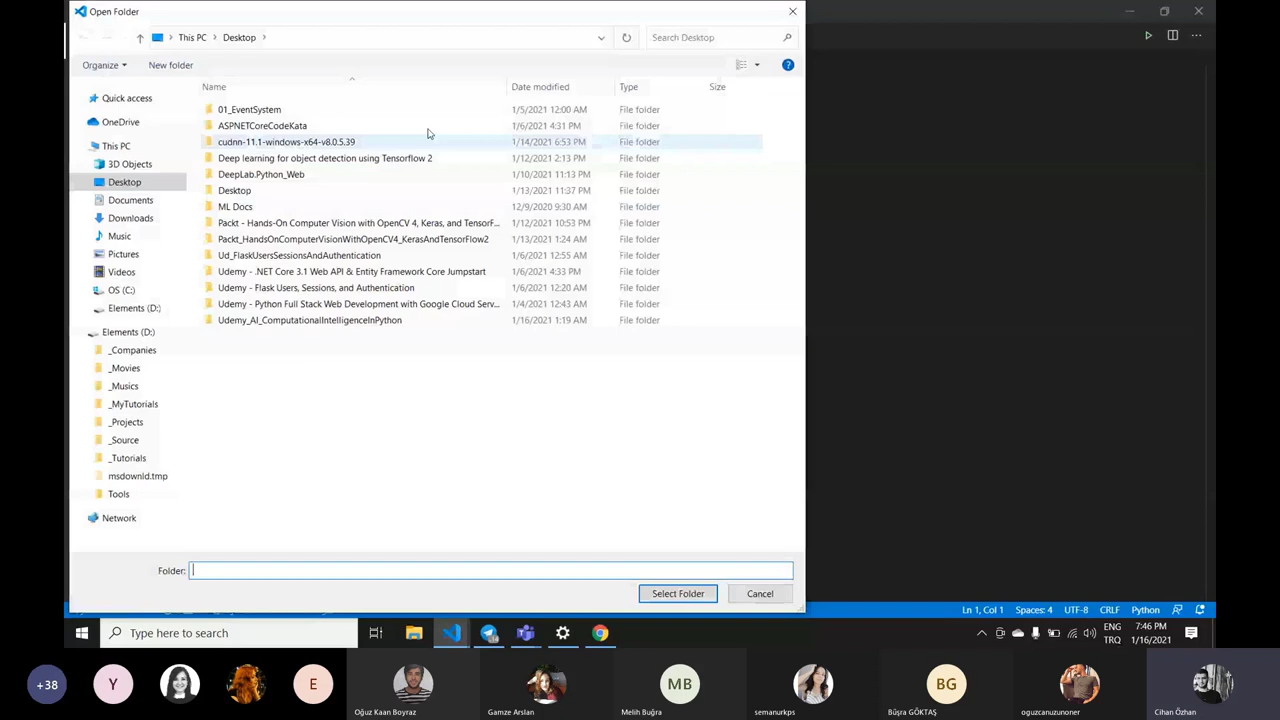 Open Folder
This PC
Desktop
Search Desktop
Organize
New folder
Name
Date modified
Type
Size
Quick access
OneDrive
This PC
3D Objects
Desktop
Documents
Downloads
Music
Pictures
Videos
OS (C:)
Elements (D:)
Elements (D:)
_Companies
_Movies
_Musics
_MyTutorials
_Projects
_Source
_Tutorials
msdownld.tmp
Tools
Network
01_EventSystem 1/5/2021 12:00 AM File folder
ASPNETCoreCodeKata 1/6/2021 4:31 PM File folder
cudnn-11.1-windows-x64-v8.0.5.39 1/14/2021 6:53 PM File folder
Deep learning for object detection using Tensorflow 2 1/12/2021 2:13 PM File folder
DeepLab.Python_Web 1/10/2021 11:13 PM File folder
Desktop 1/13/2021 11:37 PM File folder
ML Docs 12/9/2020 9:30 AM File folder
Packt - Hands-On Computer Vision with OpenCV 4, Keras, and TensorF... 1/12/2021 10:53 PM File folder
Packt_HandsOnComputerVisionWithOpenCV4_KerasAndTensorFlow2 1/13/2021 1:24 AM File folder
Ud_FlaskUsersSessionsAndAuthentication 1/6/2021 12:55 AM File folder
Udemy - .NET Core 3.1 Web API & Entity Framework Core Jumpstart 1/6/2021 4:33 PM File folder
Udemy - Flask Users, Sessions, and Authentication 1/6/2021 12:20 AM File folder
Udemy - Python Full Stack Web Development with Google Cloud Serv... 1/4/2021 12:43 AM File folder
Udemy_AI_ComputationalIntelligenceInPython 1/16/2021 1:19 AM File folder
Folder:
Select Folder
Cancel
Ln 1, Col 1 Spaces: 4 UTF-8 CRLF Python
Type here to search
ENG
TRQ
7:46 PM
1/16/2021
+38
Y
E
MB
BG
Oğuz Kaan Boyraz
Gamze Arslan
Melih Buğra
semanurkps
Büşra GÖKTAŞ
oguzcanuzunoner
Cihan Özhan